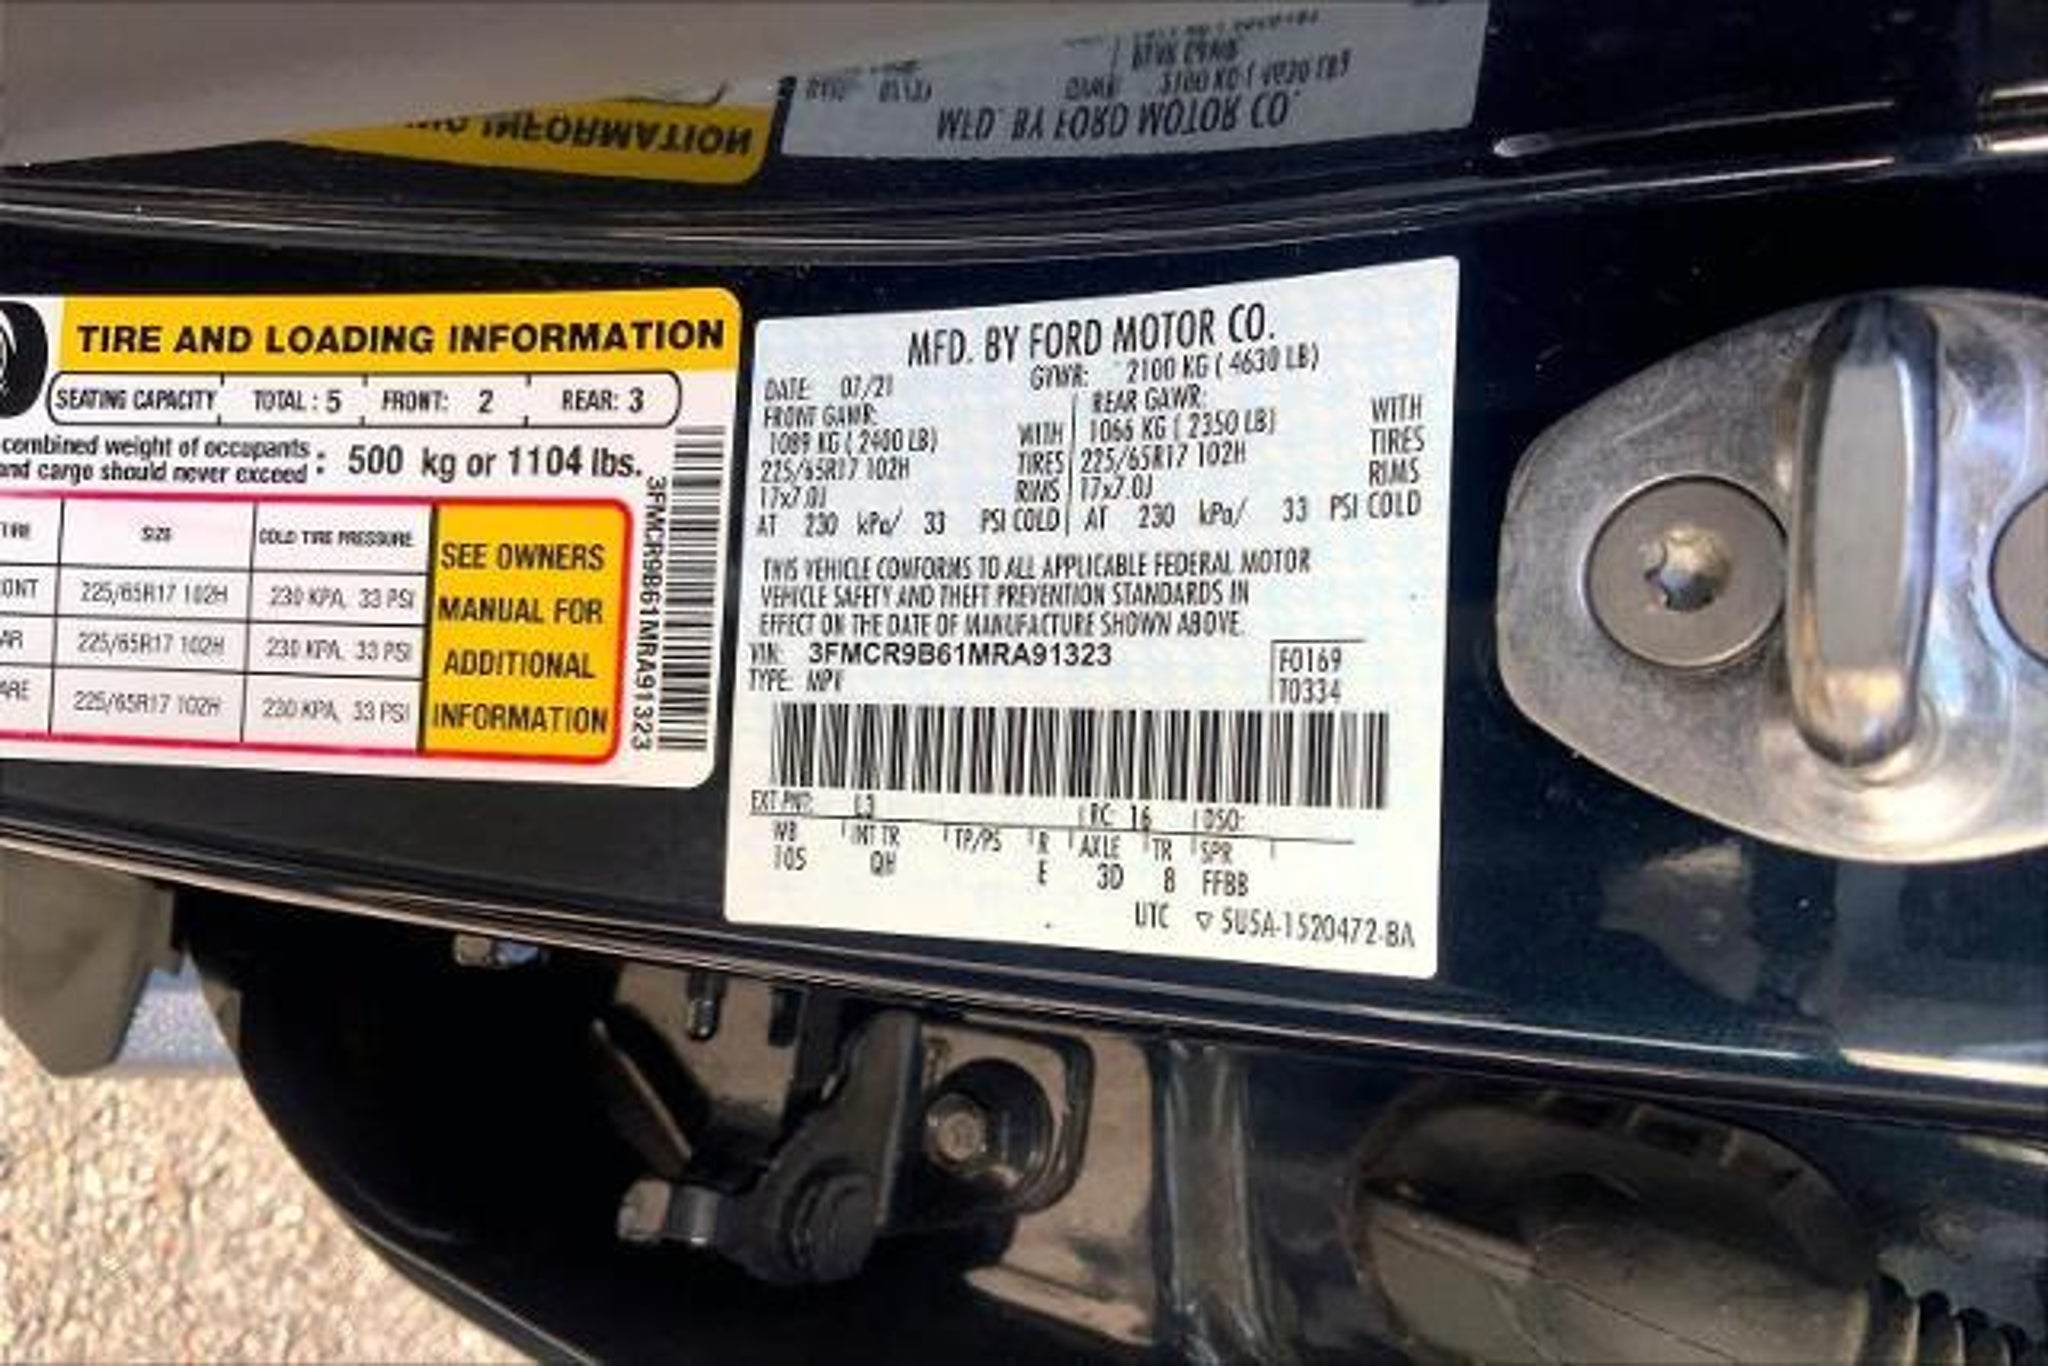 TIRE AND LOADING INFORMATION
SEATING CAPACITY TOTAL: 5 FRONT: 2 REAR: 3
combined weight of occupants
and cargo should never exceed : 500 kg or 1104 lbs.
SIZE COLD TIRE PRESSURE
225/65R17 102H 230 KPA, 33 PSI
225/65R17 102H 230 KPA, 33 PSI
225/65R17 102H 230 KPA, 33 PSI
SEE OWNERS
MANUAL FOR
ADDITIONAL
INFORMATION
3FMCR9B61MRA91323
MFD. BY FORD MOTOR CO.
DATE: 07/21 GVWR: 2100 KG ( 4630 LB)
FRONT GAWR: REAR GAWR:
1089 KG ( 2400 LB) WITH 1066 KG ( 2350 LB) WITH
225/65R17 102H TIRES 225/65R17 102H TIRES
17x7.0J RIMS 17x7.0J RIMS
AT 230 kPa/ 33 PSI COLD AT 230 kPa/ 33 PSI COLD
THIS VEHICLE CONFORMS TO ALL APPLICABLE FEDERAL MOTOR
VEHICLE SAFETY AND THEFT PREVENTION STANDARDS IN
EFFECT ON THE DATE OF MANUFACTURE SHOWN ABOVE.
VIN: 3FMCR9B61MRA91323 F0169
TYPE: MPV T0334
EXT PNT: L3 RC: 16 DSO:
WB INT TR TP/PS R AXLE TR SPR
105 QH E 3D 8 FFBB
UTC ▽ 5U5A-1520472-BA